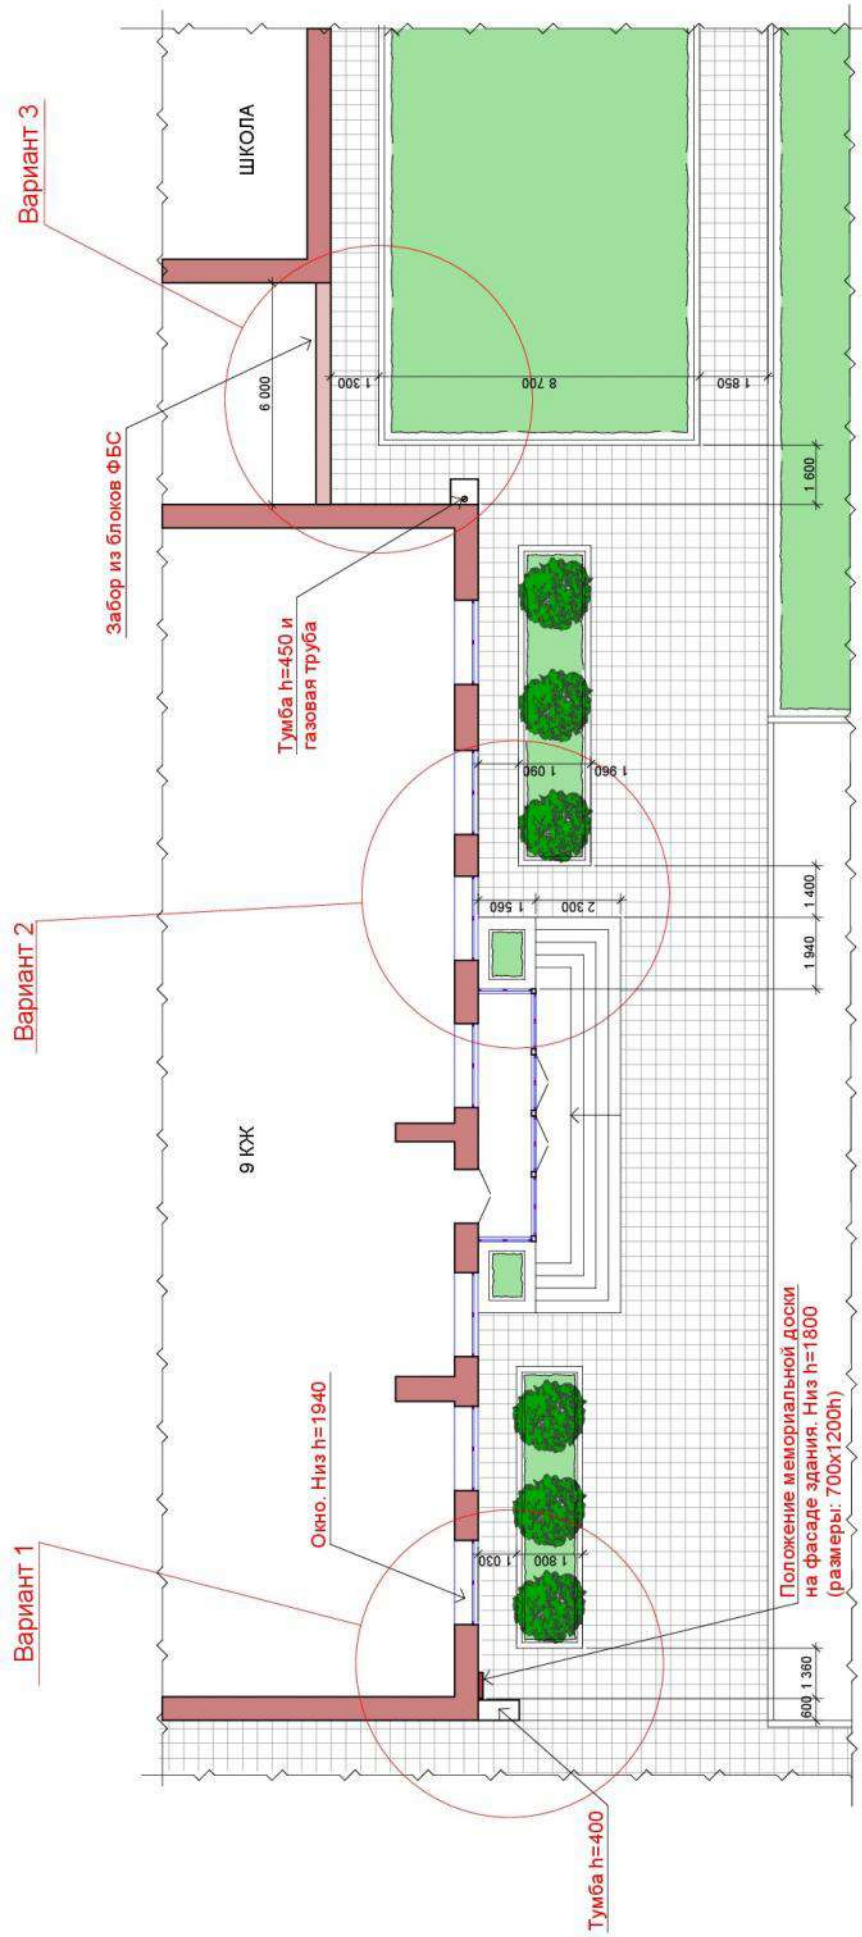 Вариант 1
Вариант 2
Вариант 3
Забор из блоков ФБС
ШКОЛА
9 000
9 КЖ
Окно. Низ h=1940
Тумба h=450 и
газовая труба
1 300
8 700
1 850
1 600
1 030
1 800
1 560
2 300
1 090
1 960
1 400
1 940
600
1 360
Тумба h=400
Положение мемориальной доски
на фасаде здания. Низ h=1800
(размеры: 700х1200h)